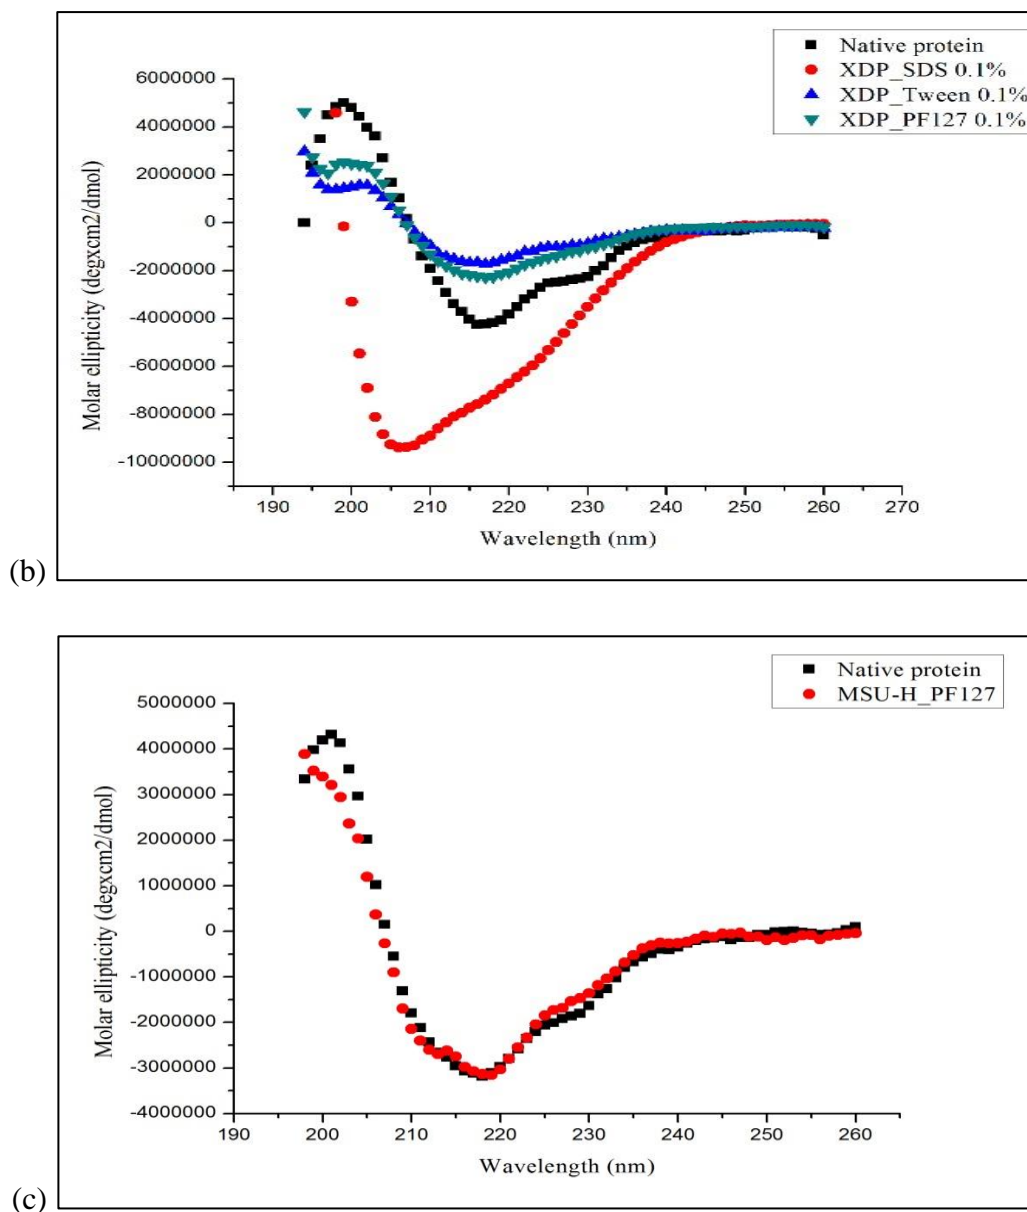 Native protein
XDP_SDS 0.1%
XDP_Tween 0.1%
XDP_PF127 0.1%
6000000
4000000
2000000
0
-2000000
-4000000
-6000000
-8000000
-10000000
Molar ellipticity (degxcm2/dmol)
190 200 210 220 230 240 250 260 270
Wavelength (nm)
(b)
Native protein
MSU-H_PF127
5000000
4000000
3000000
2000000
1000000
0
-1000000
-2000000
-3000000
-4000000
Molar ellipticity (degxcm2/dmol)
190 200 210 220 230 240 250 260
Wavelength (nm)
(c)